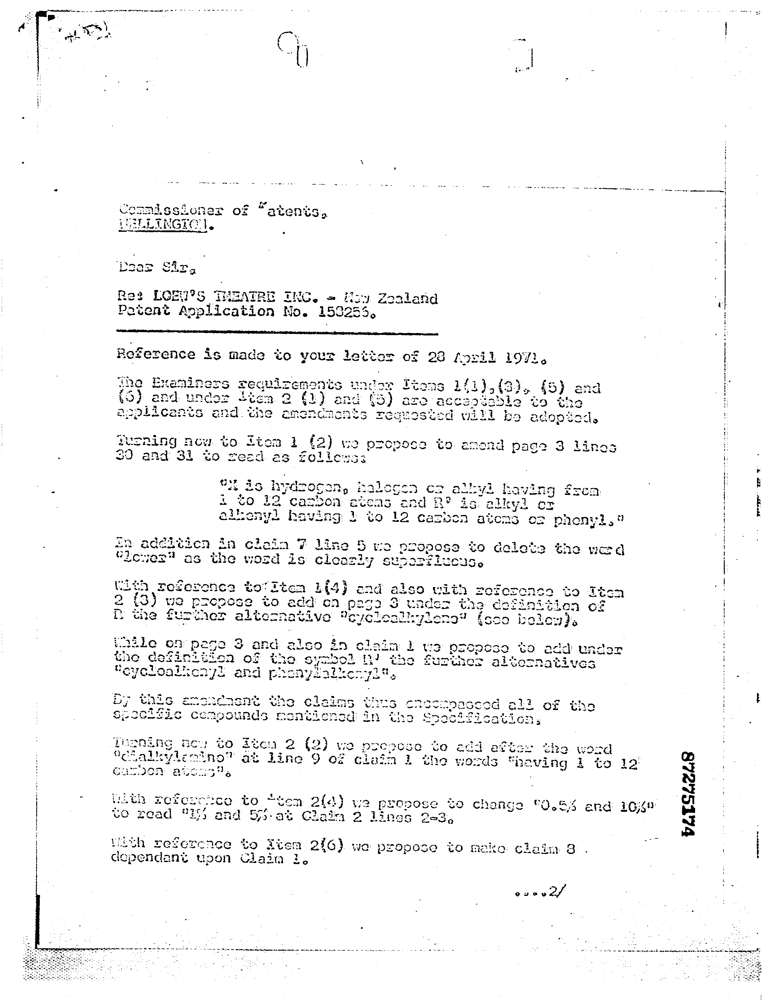 Commissioner of Patents,
WELLINGTON.
Dear Sir,
Re: LOEW'S THEATRE INC. - New Zealand
Patent Application No. 153256.
Reference is made to your letter of 28 April 1971.
The Examiners requirements under Items 1(1),(3), (5) and
(6) and under Item 2 (1) and (5) are acceptable to the
applicants and the amendments requested will be adopted.
Turning now to Item 1 (2) we propose to amend page 3 lines
30 and 31 to read as follows:
"X is hydrogen, halogen or alkyl having from
1 to 12 carbon atoms and R' is alkyl or
alkenyl having 1 to 12 carbon atoms or phenyl."
In addition in claim 7 line 5 we propose to delete the word
"lower" as the word is clearly superfluous.
With reference to Item 1(4) and also with reference to Item
2 (3) we propose to add on page 3 under the definition of
R the further alternative "cycloalkylene" (see below).
While on page 3 and also in claim 1 we propose to add under
the definition of the symbol R' the further alternatives
"cycloalkenyl and phenylalkenyl".
By this amendment the claims thus encompassed all of the
specific compounds mentioned in the Specification.
Turning now to Item 2 (2) we propose to add after the word
"dialkylamino" at line 9 of claim 1 the words "having 1 to 12
carbon atoms".
With reference to Item 2(4) we propose to change "0.5% and 10%"
to read "1% and 5% at Claim 2 lines 2-3.
With reference to Item 2(6) we propose to make claim 8
dependant upon Claim 1.
....2/
87275174